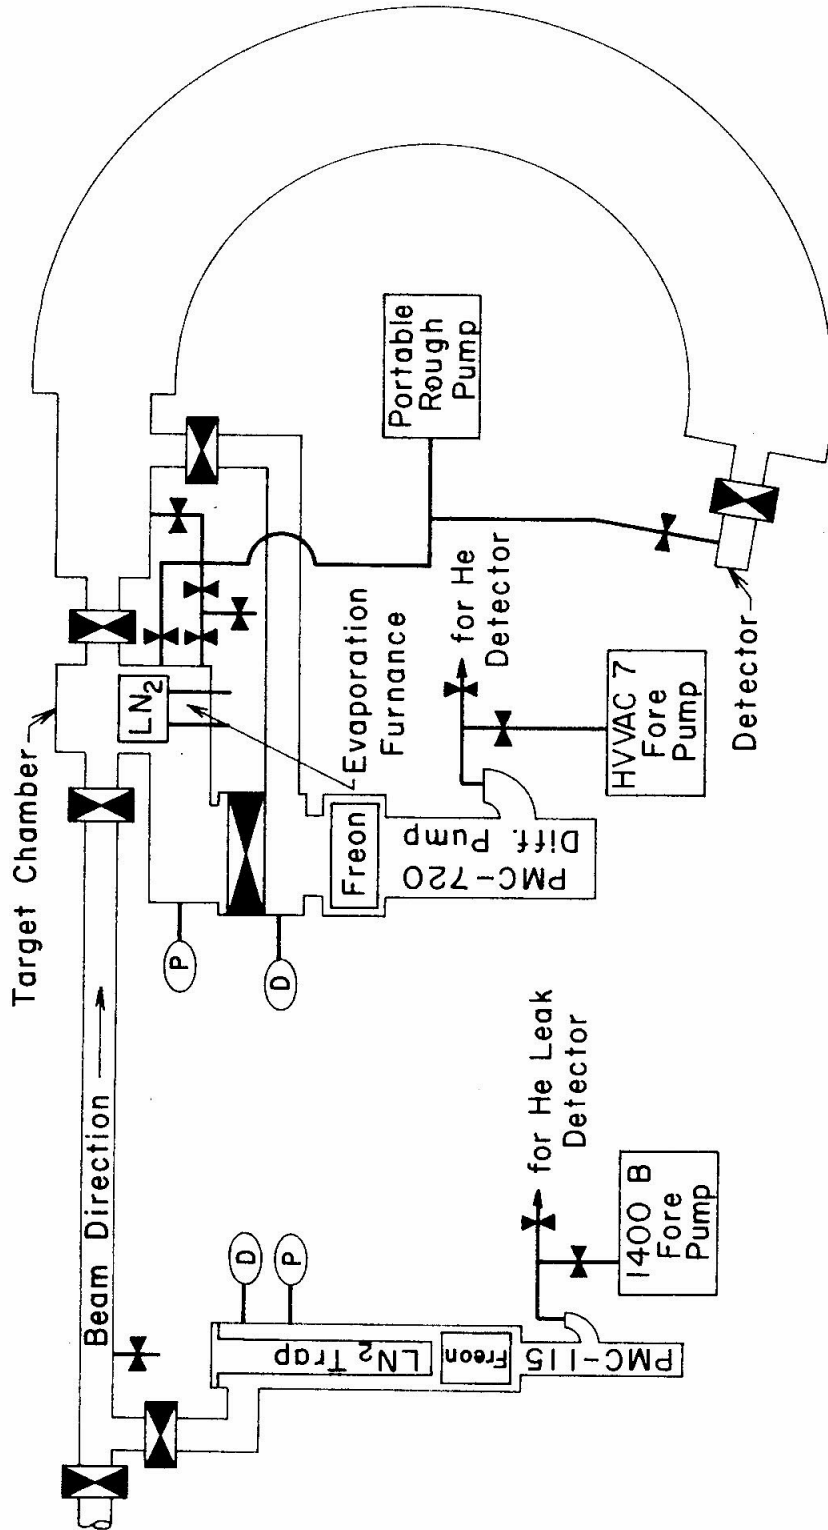 Target Chamber
Beam Direction
LN2
P
D
Evaporation
Furnance
Freon
PMC-720
Diff. Pump
for He
Detector
HVVAC 7
Fore
Pump
Portable
Rough
Pump
Detector
D
P
LN2 Trap
Freon
PMC-115
for He Leak
Detector
1400 B
Fore
Pump